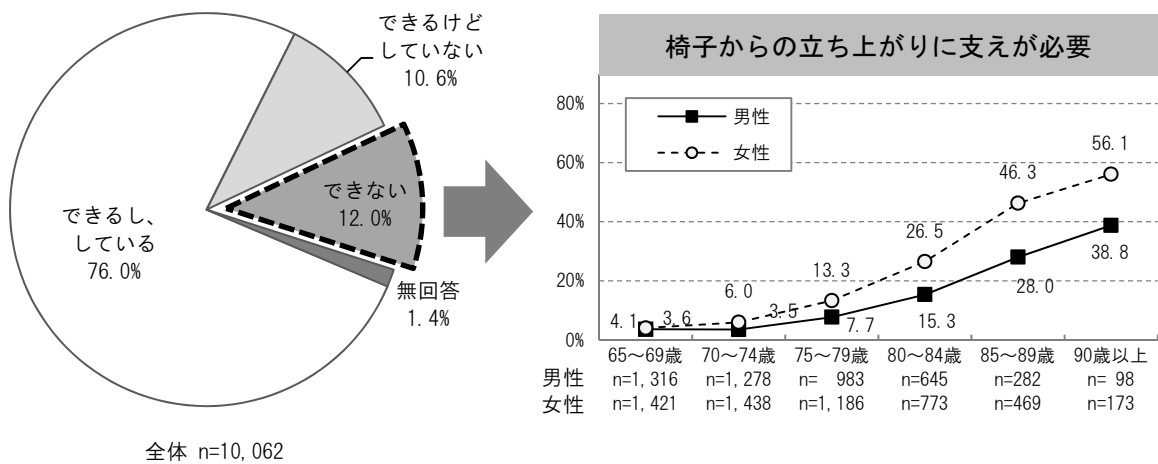 できるけど
していない
10.6%
できない
12.0%
できるし、
している
76.0%
無回答
1.4%
全体 n=10,062
椅子からの立ち上がりに支えが必要
80%
60%
40%
20%
0%
男性
女性
4.1
3.6
6.0
3.5
13.3
7.7
26.5
15.3
46.3
28.0
56.1
38.8
65～69歳 70～74歳 75～79歳 80～84歳 85～89歳 90歳以上
男性 n=1,316 n=1,278 n= 983 n=645 n=282 n= 98
女性 n=1,421 n=1,438 n=1,186 n=773 n=469 n=173